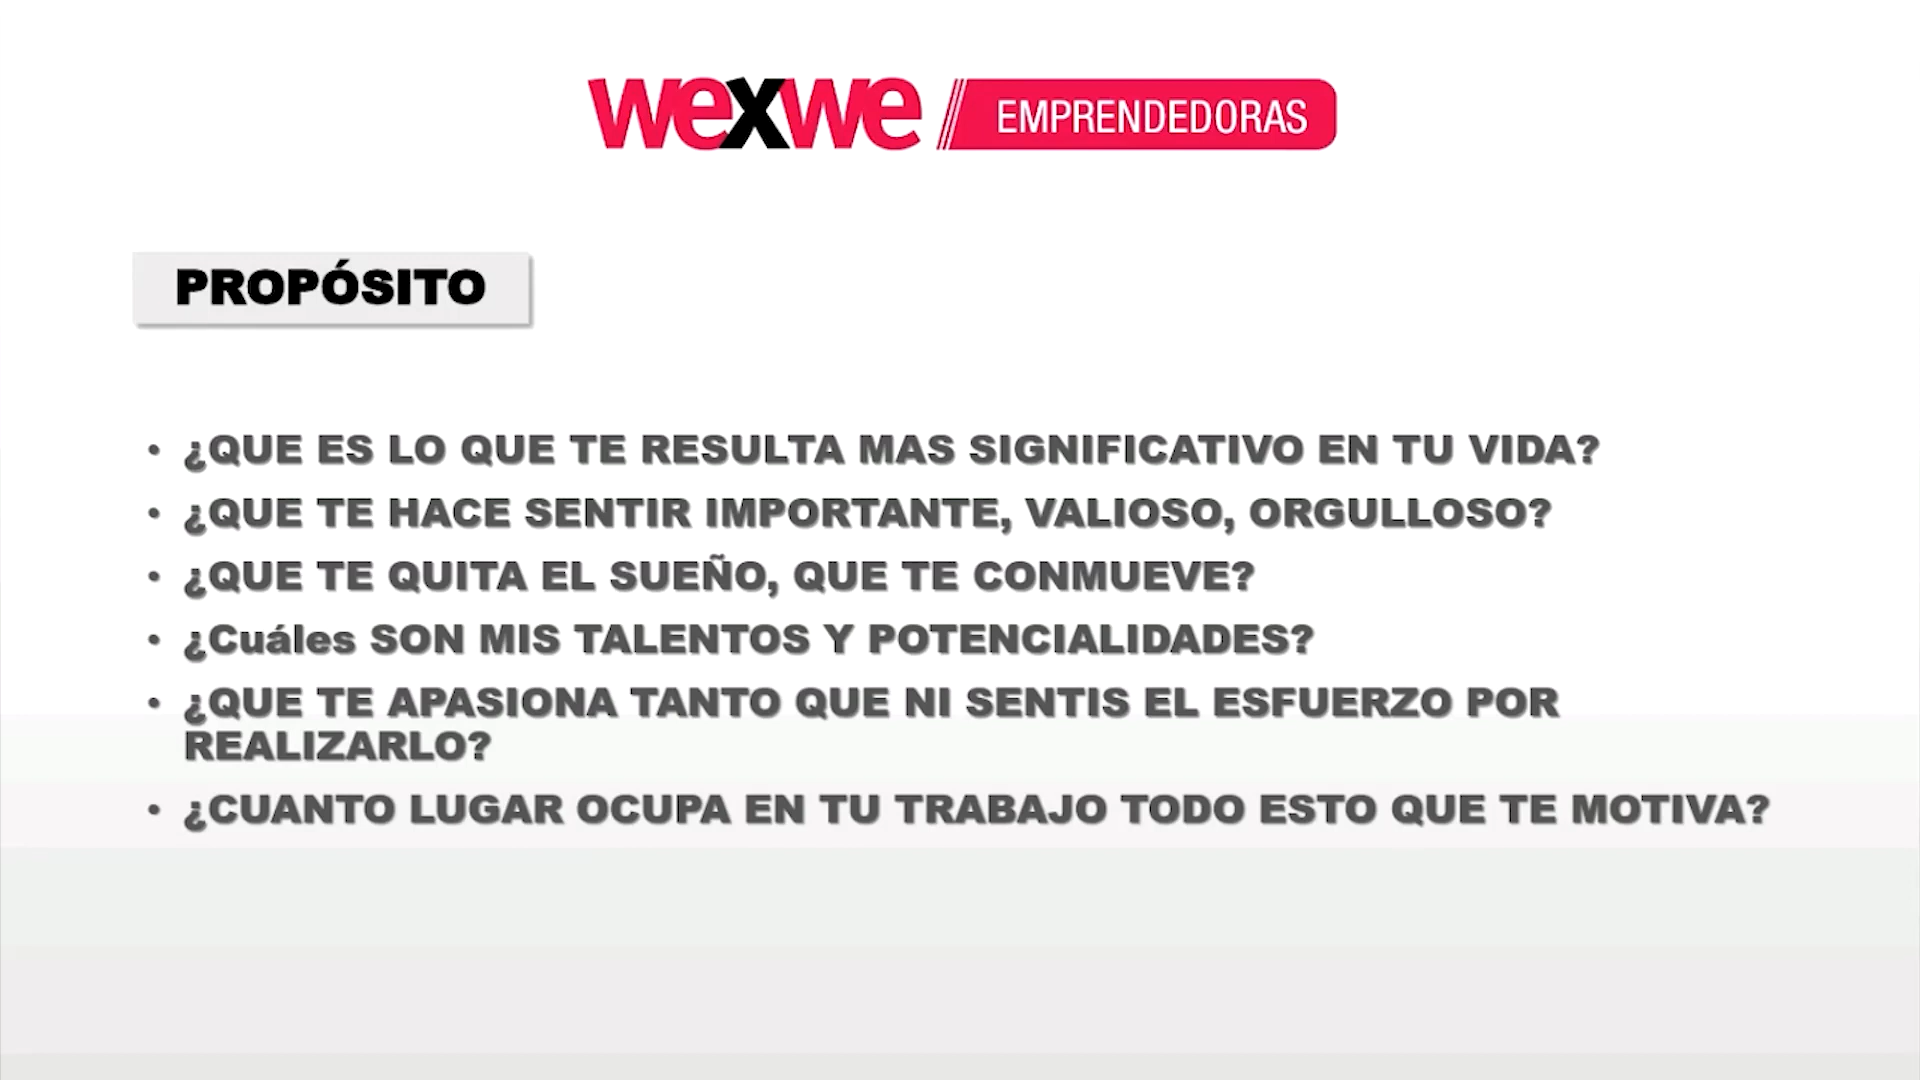 wexwe EMPRENDEDORAS
PROPÓSITO
• ¿QUE ES LO QUE TE RESULTA MAS SIGNIFICATIVO EN TU VIDA?
• ¿QUE TE HACE SENTIR IMPORTANTE, VALIOSO, ORGULLOSO?
• ¿QUE TE QUITA EL SUEÑO, QUE TE CONMUEVE?
• ¿Cuáles SON MIS TALENTOS Y POTENCIALIDADES?
• ¿QUE TE APASIONA TANTO QUE NI SENTIS EL ESFUERZO POR
REALIZARLO?
• ¿CUANTO LUGAR OCUPA EN TU TRABAJO TODO ESTO QUE TE MOTIVA?